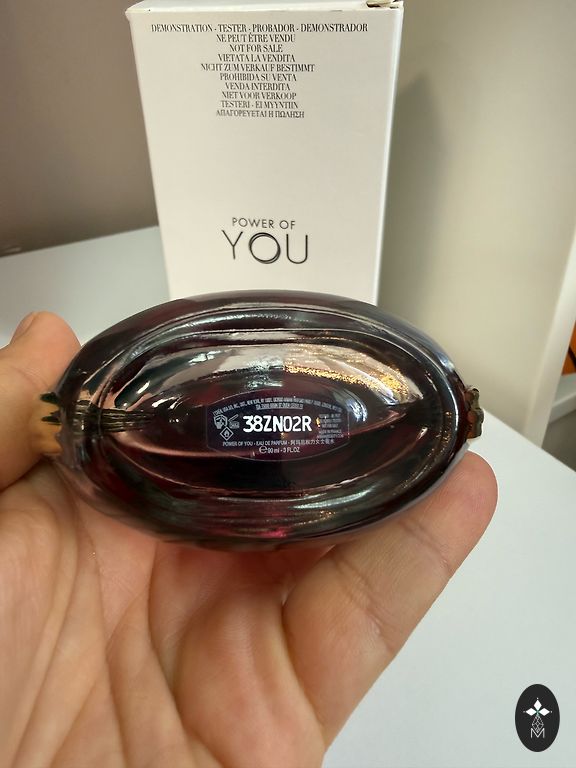 DEMONSTRATION - TESTER - PROBADOR - DEMONSTRADOR
NE PEUT ÊTRE VENDU
NOT FOR SALE
VIETATA LA VENDITA
NICHT ZUM VERKAUF BESTIMMT
PROHIBIDA SU VENTA
VENDA INTERDITA
NIET VOOR VERKOOP
TESTERI - EI MYYNTIIN
ΑΠΑΓΟΡΕΥΕΤΑΙ Η ΠΩΛΗΣΗ
POWER OF
YOU
38ZN02R
POWER OF YOU - EAU DE PARFUM
℮ 90 ml - 3 FL.OZ
M